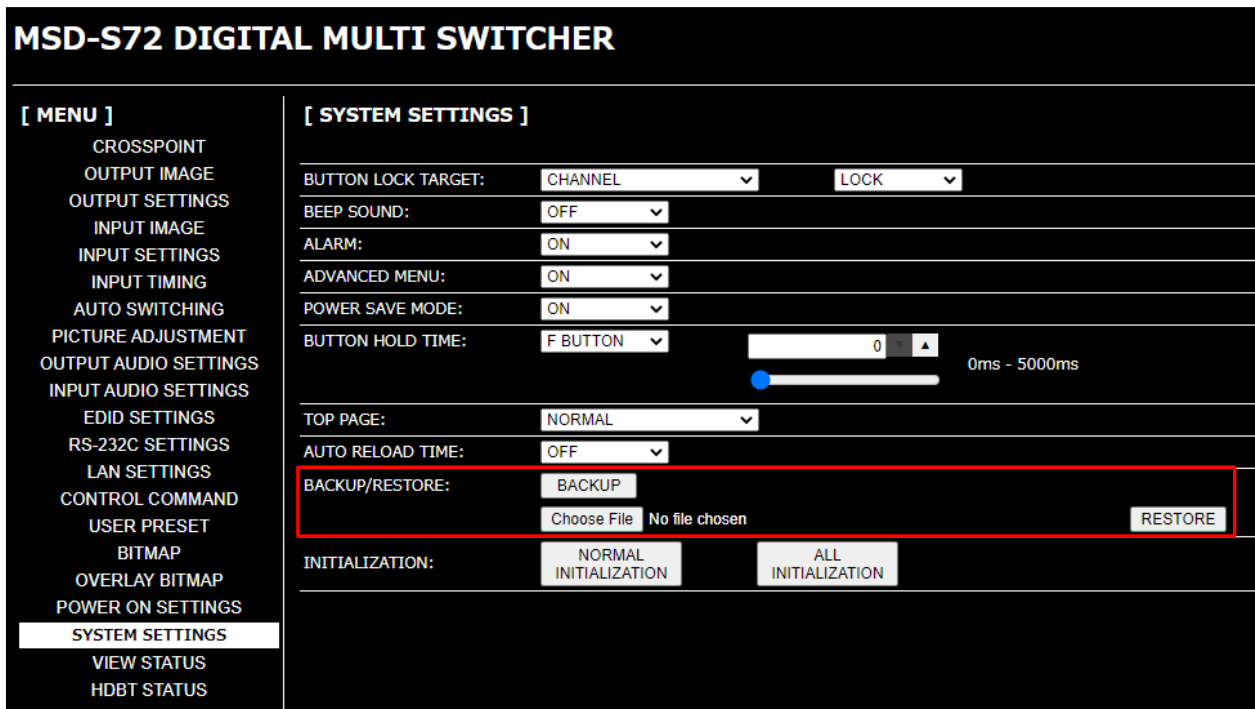 MSD-S72 DIGITAL MULTI SWITCHER
[ MENU ]
CROSSPOINT
OUTPUT IMAGE
OUTPUT SETTINGS
INPUT IMAGE
INPUT SETTINGS
INPUT TIMING
AUTO SWITCHING
PICTURE ADJUSTMENT
OUTPUT AUDIO SETTINGS
INPUT AUDIO SETTINGS
EDID SETTINGS
RS-232C SETTINGS
LAN SETTINGS
CONTROL COMMAND
USER PRESET
BITMAP
OVERLAY BITMAP
POWER ON SETTINGS
SYSTEM SETTINGS
VIEW STATUS
HDBT STATUS
[ SYSTEM SETTINGS ]
BUTTON LOCK TARGET: CHANNEL LOCK
BEEP SOUND: OFF
ALARM: ON
ADVANCED MENU: ON
POWER SAVE MODE: ON
BUTTON HOLD TIME: F BUTTON 0
0ms - 5000ms
TOP PAGE: NORMAL
AUTO RELOAD TIME: OFF
BACKUP/RESTORE: BACKUP
Choose File No file chosen RESTORE
INITIALIZATION:
NORMAL
INITIALIZATION
ALL
INITIALIZATION